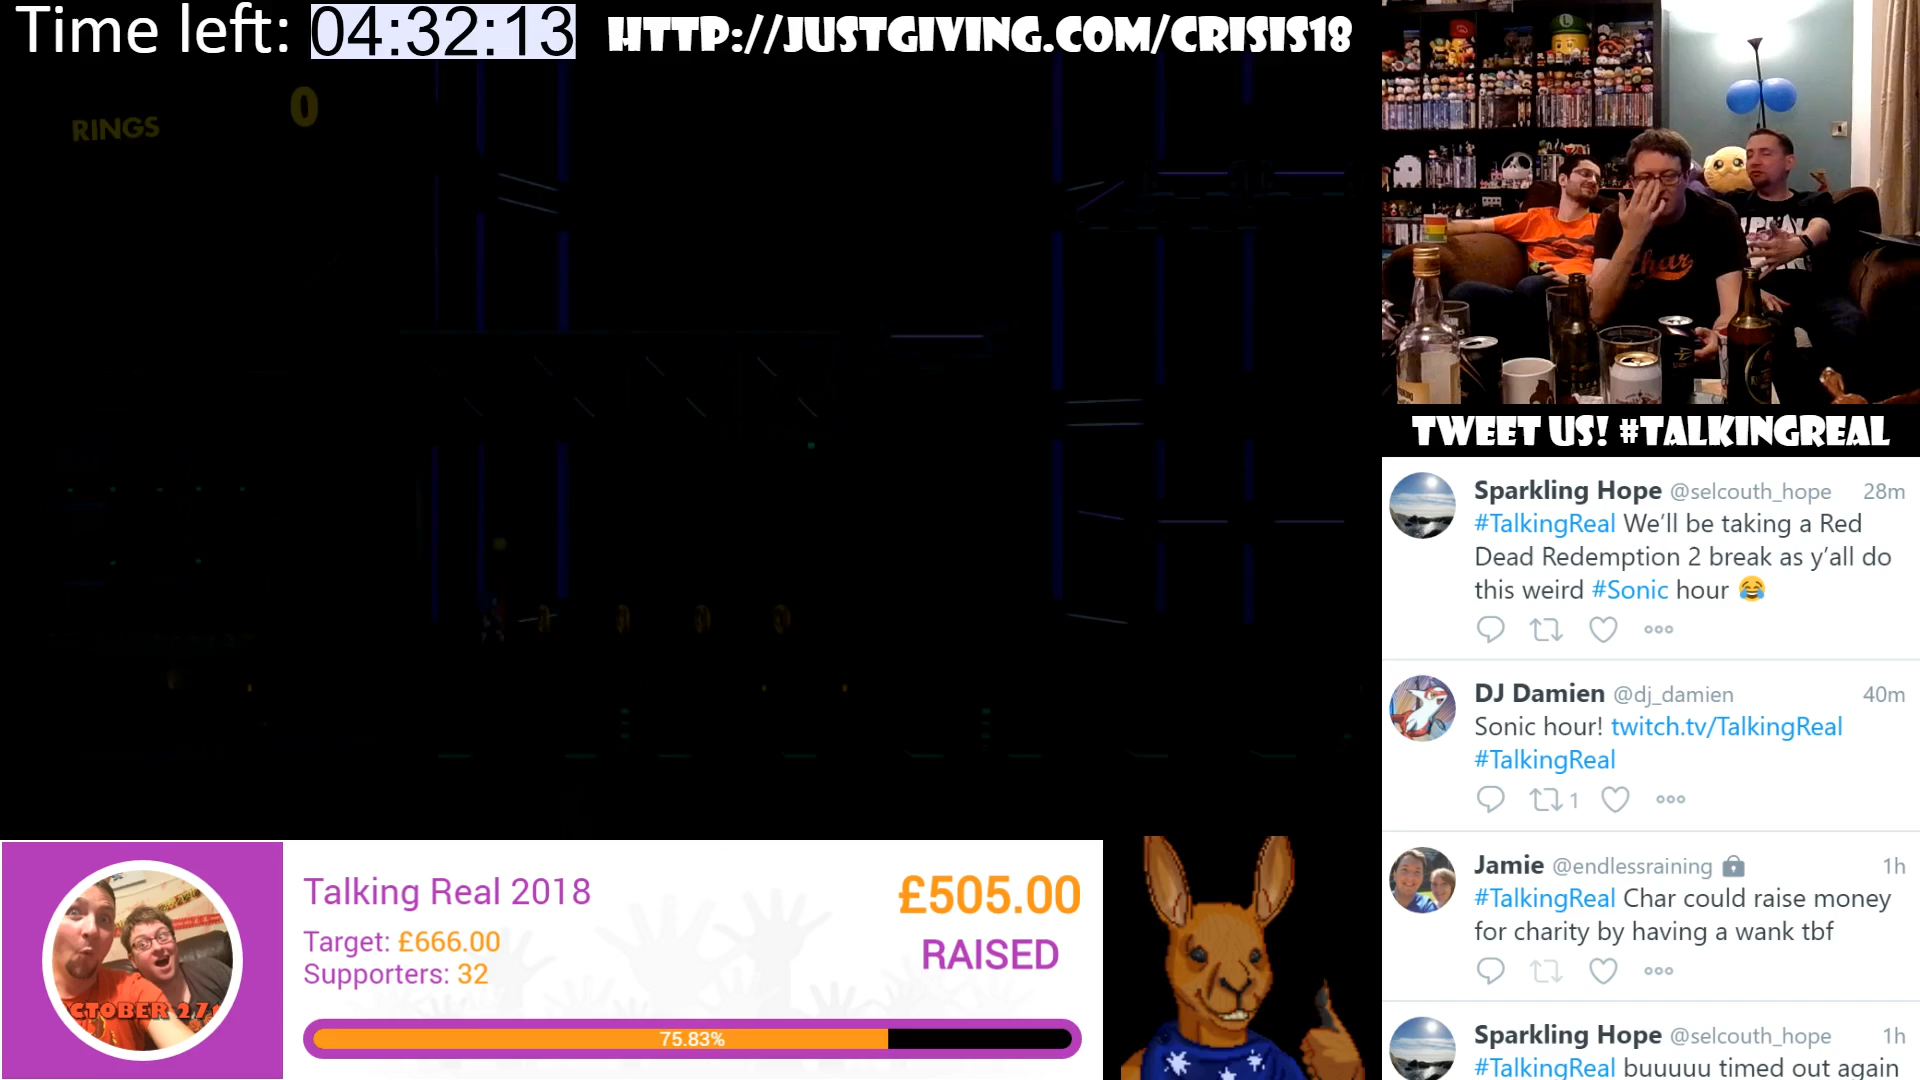 Time left: 04:32:13 HTTP://JUSTGIVING.COM/CRISIS18
RINGS 0
TWEET US! #TALKINGREAL
Sparkling Hope @selcouth_hope 28m
#TalkingReal We’ll be taking a Red
Dead Redemption 2 break as y’all do
this weird #Sonic hour 😂
DJ Damien @dj_damien 40m
Sonic hour! twitch.tv/TalkingReal
#TalkingReal
1
Jamie @endlessraining 1h
#TalkingReal Char could raise money
for charity by having a wank tbf
Sparkling Hope @selcouth_hope 1h
#TalkingReal buuuuu timed out again
Talking Real 2018
Target: £666.00
Supporters: 32
£505.00
RAISED
75.83%
CTOBER 27
Char